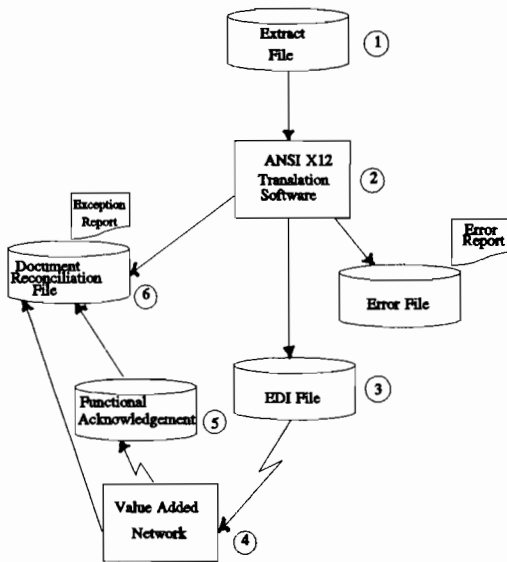 Extract
File
1
ANSI X12
Translation
Software
2
Exception
Report
Error
Report
Document
Reconciliation
File
6
Error File
EDI File
3
Functional
Acknowledgement
5
Value Added
Network
4